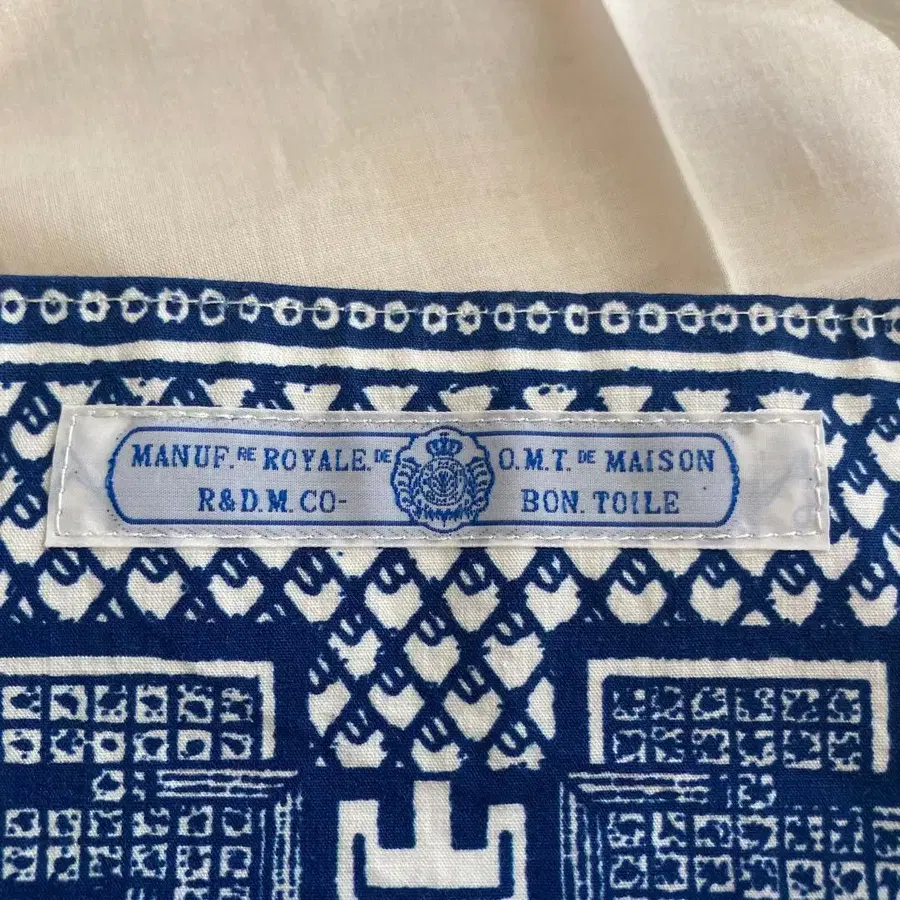 MANUF.RE ROYALE.DE O.M.T.DE MAISON
R&D.M.CO- BON.TOILE